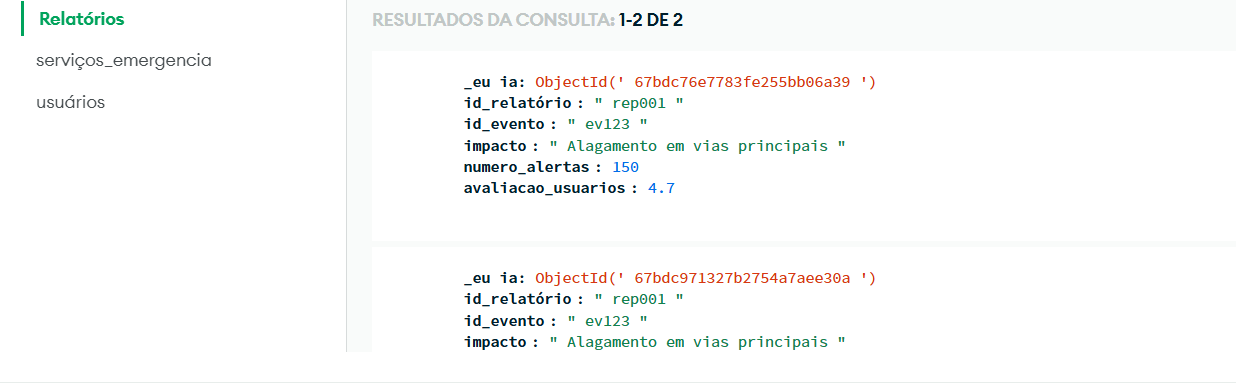 Relatórios
serviços_emergencia
usuários
RESULTADOS DA CONSULTA: 1-2 DE 2
_eu ia: ObjectId(' 67bdc76e7783fe255bb06a39 ')
id_relatório : " rep001 "
id_evento : " ev123 "
impacto : " Alagamento em vias principais "
numero_alertas : 150
avaliacao_usuarios : 4.7
_eu ia: ObjectId(' 67bdc971327b2754a7aee30a ')
id_relatório : " rep001 "
id_evento : " ev123 "
impacto : " Alagamento em vias principais "